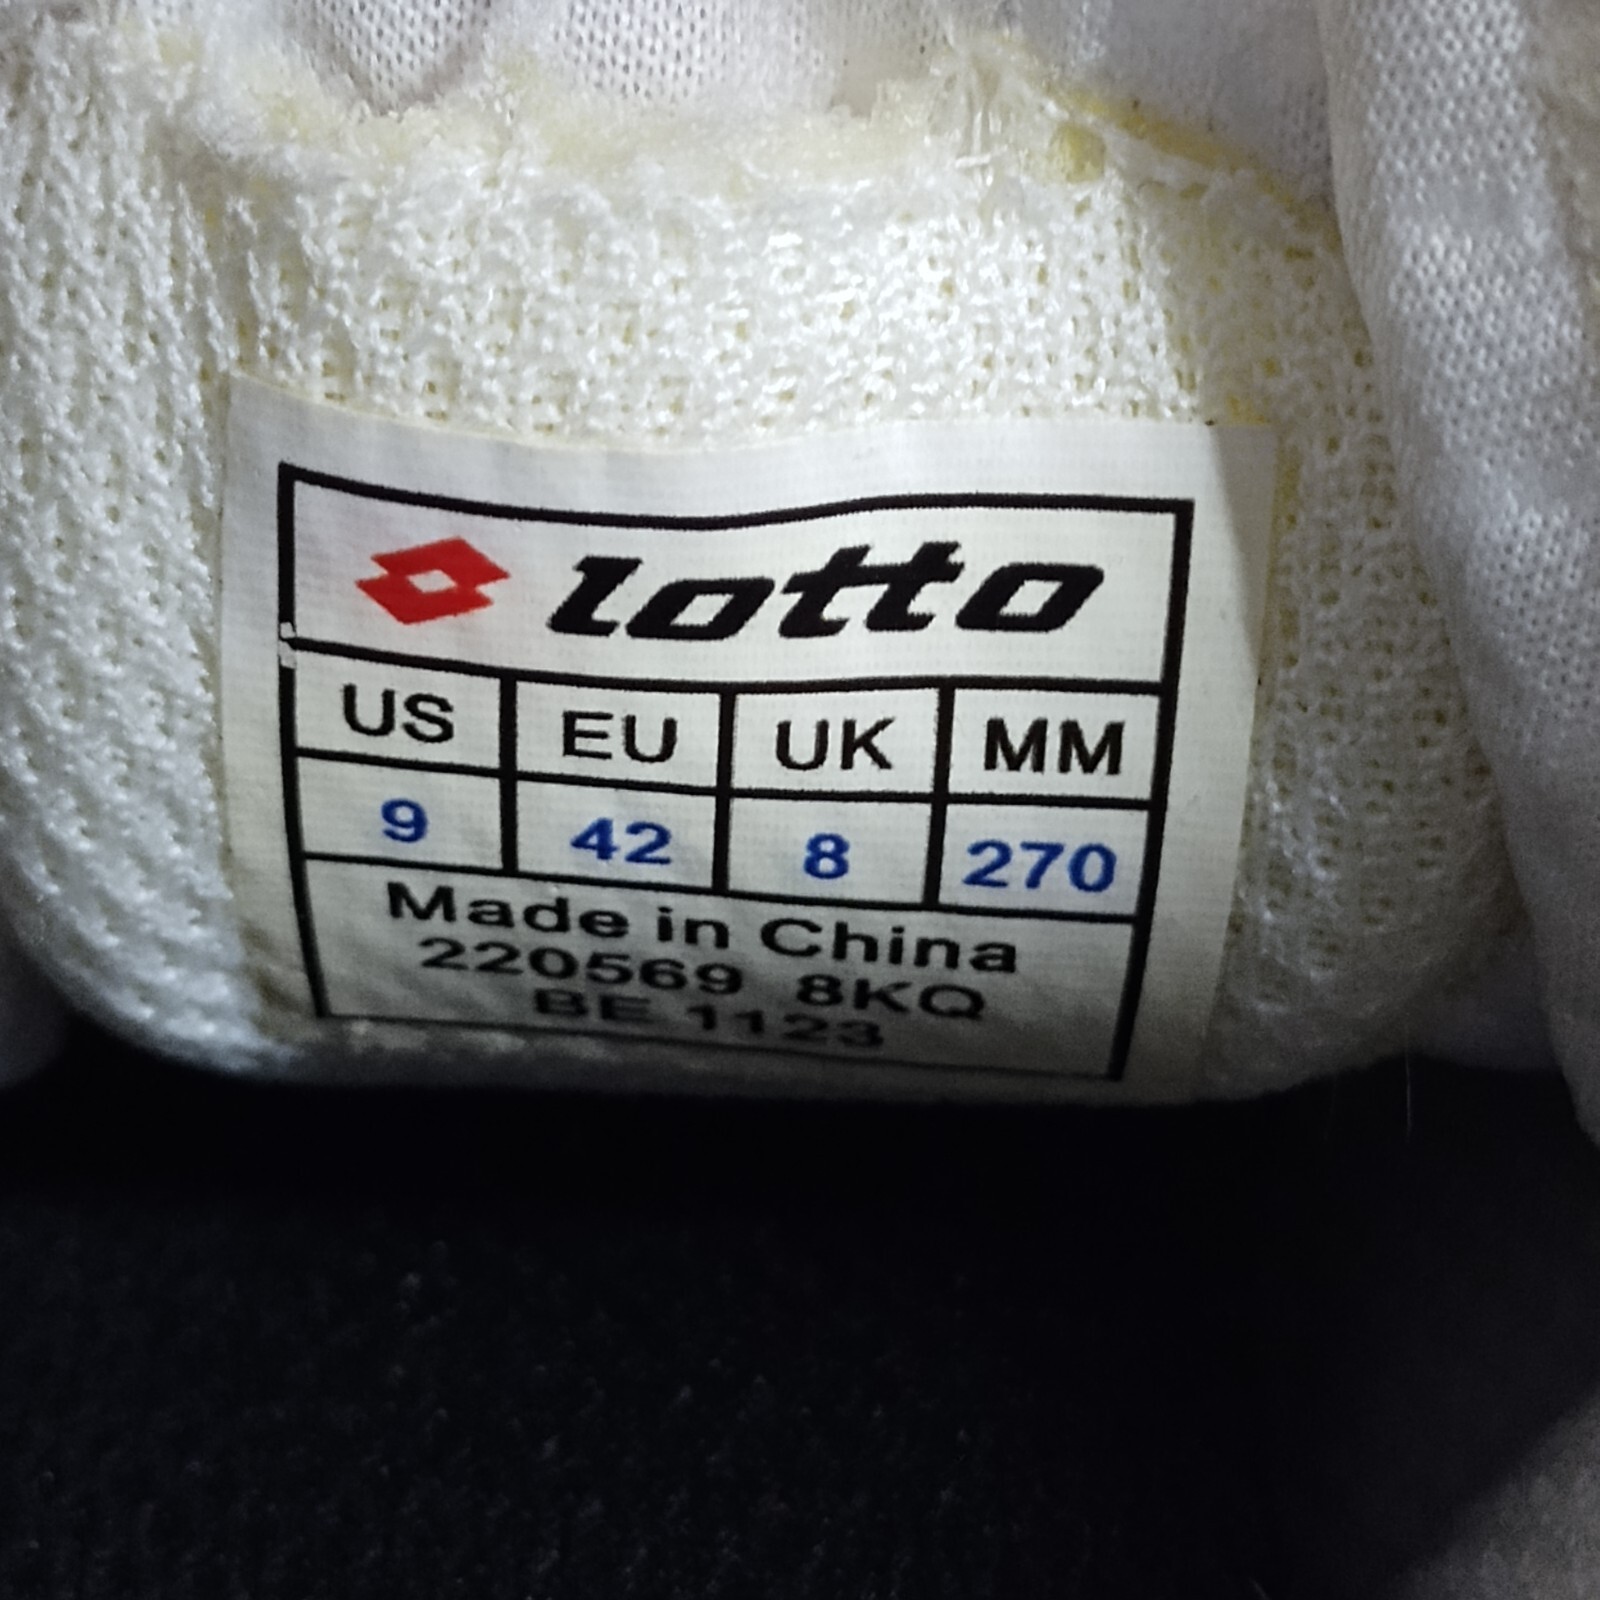 lotto
US EU UK MM
9 42 8 270
Made in China
220569 8KQ
BE 1123